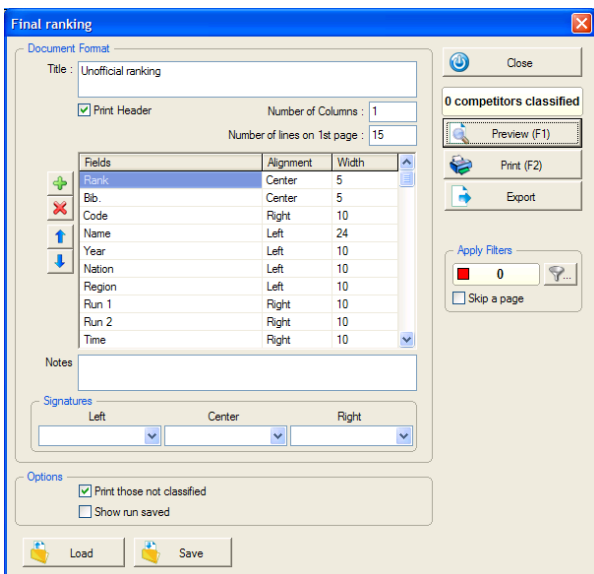 Final ranking
Document Format
Title : Unofficial ranking
Print Header
Number of Columns : 1
Number of lines on 1st page : 15
Fields Alignment Width
Rank Center 5
Bib. Center 5
Code Right 10
Name Left 24
Year Left 10
Nation Left 10
Region Left 10
Run 1 Right 10
Run 2 Right 10
Time Right 10
Notes
Signatures
Left Center Right
Options
Print those not classified
Show run saved
Load Save
Close
0 competitors classified
Preview (F1)
Print (F2)
Export
Apply Filters
0 ...
Skip a page